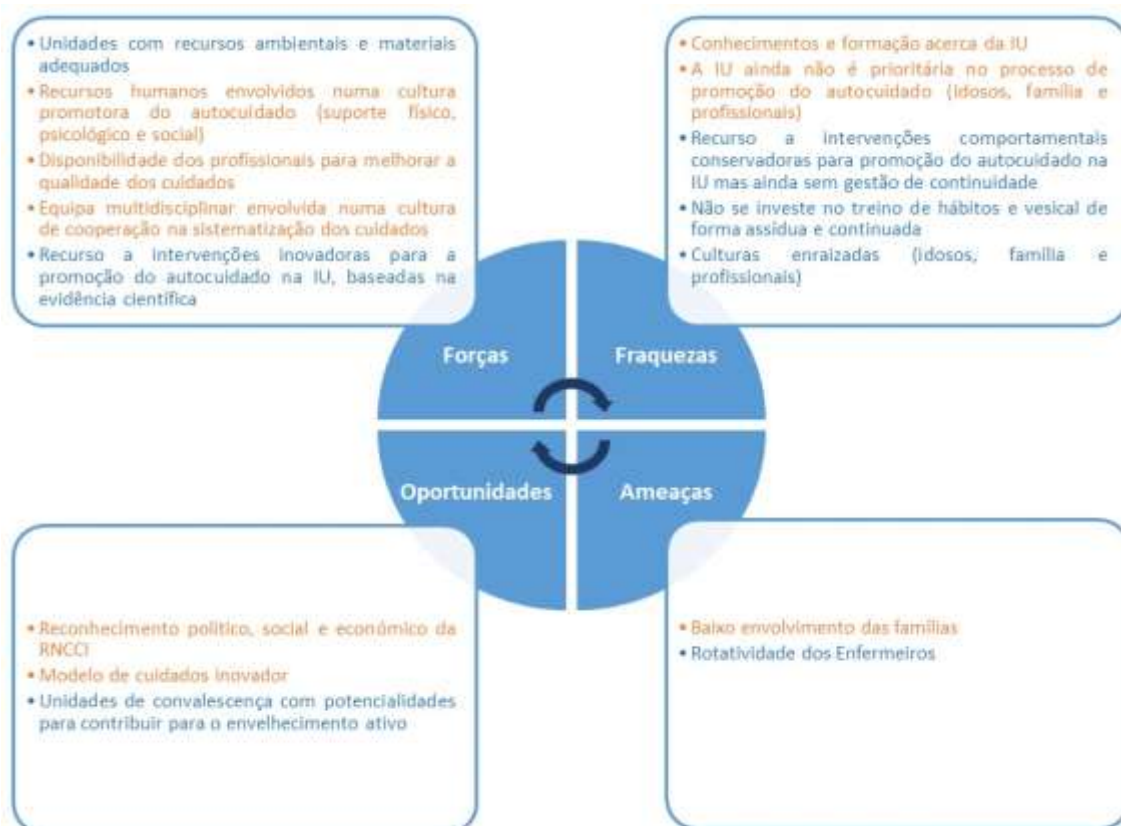 • Unidades com recursos ambientais e materiais
adequados
• Recursos humanos envolvidos numa cultura
promotora do autocuidado (suporte físico,
psicológico e social)
• Disponibilidade dos profissionais para melhorar a
qualidade dos cuidados
• Equipa multidisciplinar envolvida numa cultura
de cooperação na sistematização dos cuidados
• Recurso a intervenções inovadoras para a
promoção do autocuidado na IU, baseadas na
evidência científica
• Conhecimentos e formação acerca da IU
• A IU ainda não é prioritária no processo de
promoção do autocuidado (idosos, família e
profissionais)
• Recurso a intervenções comportamentais
conservadoras para promoção do autocuidado na
IU mas ainda sem gestão de continuidade
• Não se investe no treino de hábitos e vesical de
forma assídua e continuada
• Culturas enraizadas (idosos, família e
profissionais)
Forças
Fraquezas
Oportunidades
Ameaças
• Reconhecimento político, social e económico da
RNCCI
• Modelo de cuidados inovador
• Unidades de convalescença com potencialidades
para contribuir para o envelhecimento ativo
• Baixo envolvimento das famílias
• Rotatividade dos Enfermeiros